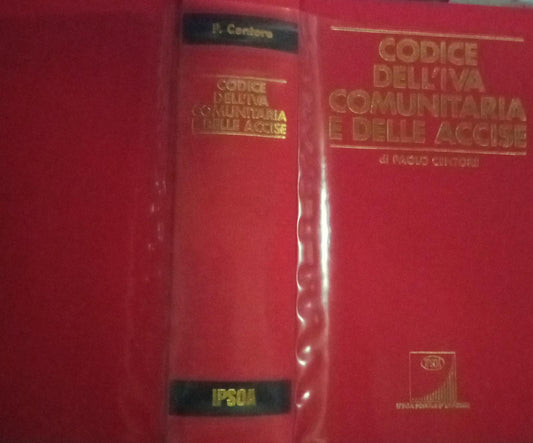 P. Centore
CODICE
DELL'IVA
COMUNITARIA
E DELLE ACCISE
IPSOA
CODICE
DELL'IVA
COMUNITARIA
E DELLE ACCISE
di PAOLO CENTORE